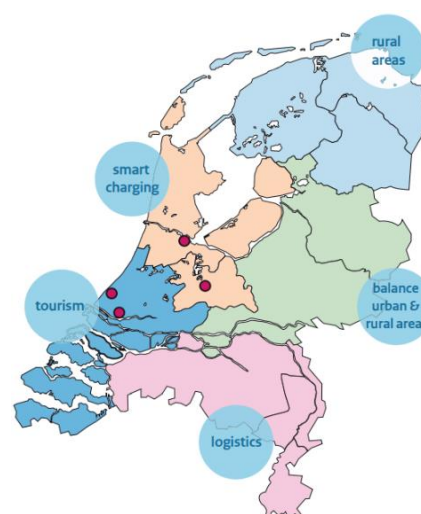 rural
areas
smart
charging
tourism
balance
urban &
rural area
logistics